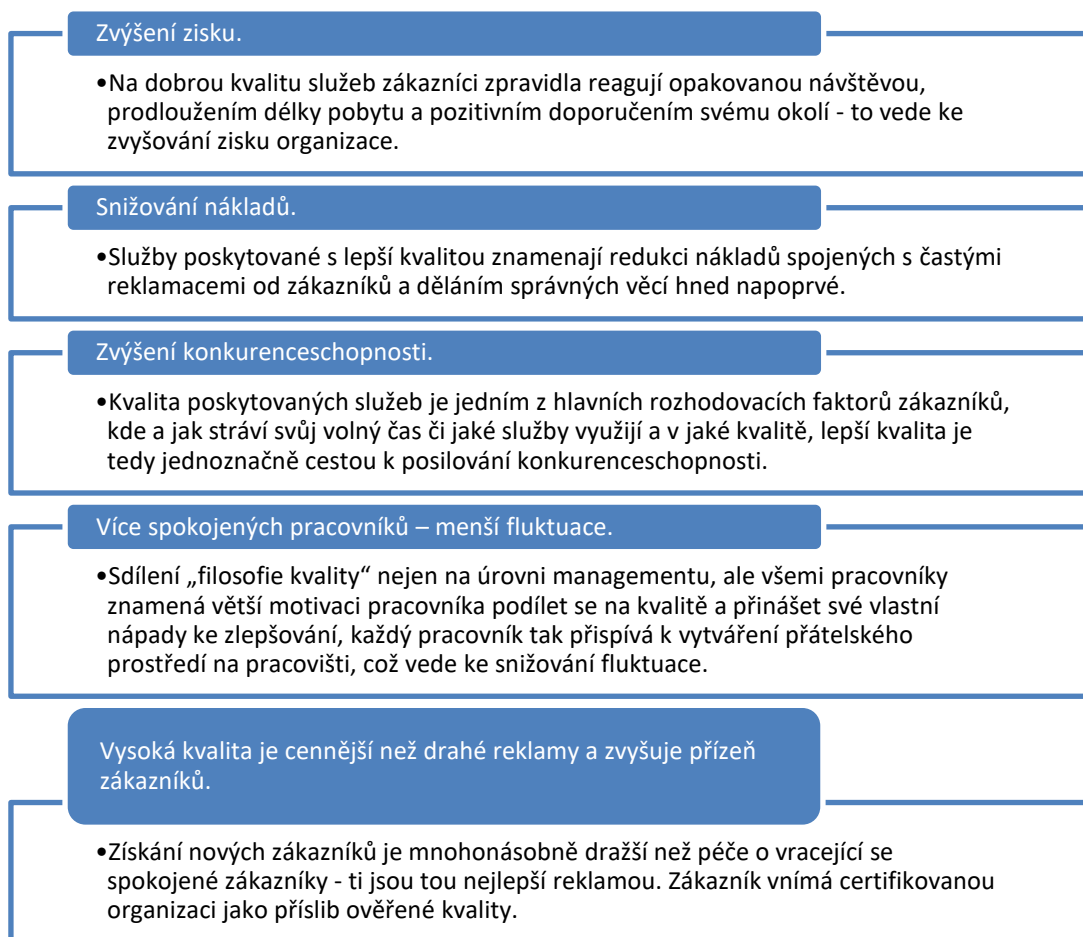 Zvýšení zisku.
•Na dobrou kvalitu služeb zákazníci zpravidla reagují opakovanou návštěvou,
prodloužením délky pobytu a pozitivním doporučením svému okolí - to vede ke
zvyšování zisku organizace.
Snižování nákladů.
•Služby poskytované s lepší kvalitou znamenají redukci nákladů spojených s častými
reklamacemi od zákazníků a děláním správných věcí hned napoprvé.
Zvýšení konkurenceschopnosti.
•Kvalita poskytovaných služeb je jedním z hlavních rozhodovacích faktorů zákazníků,
kde a jak stráví svůj volný čas či jaké služby využijí a v jaké kvalitě, lepší kvalita je
tedy jednoznačně cestou k posilování konkurenceschopnosti.
Více spokojených pracovníků – menší fluktuace.
•Sdílení „filosofie kvality“ nejen na úrovni managementu, ale všemi pracovníky
znamená větší motivaci pracovníka podílet se na kvalitě a přinášet své vlastní
nápady ke zlepšování, každý pracovník tak přispívá k vytváření přátelského
prostředí na pracovišti, což vede ke snižování fluktuace.
Vysoká kvalita je cennější než drahé reklamy a zvyšuje přízeň
zákazníků.
•Získání nových zákazníků je mnohonásobně dražší než péče o vracející se
spokojené zákazníky - ti jsou tou nejlepší reklamou. Zákazník vnímá certifikovanou
organizaci jako příslib ověřené kvality.